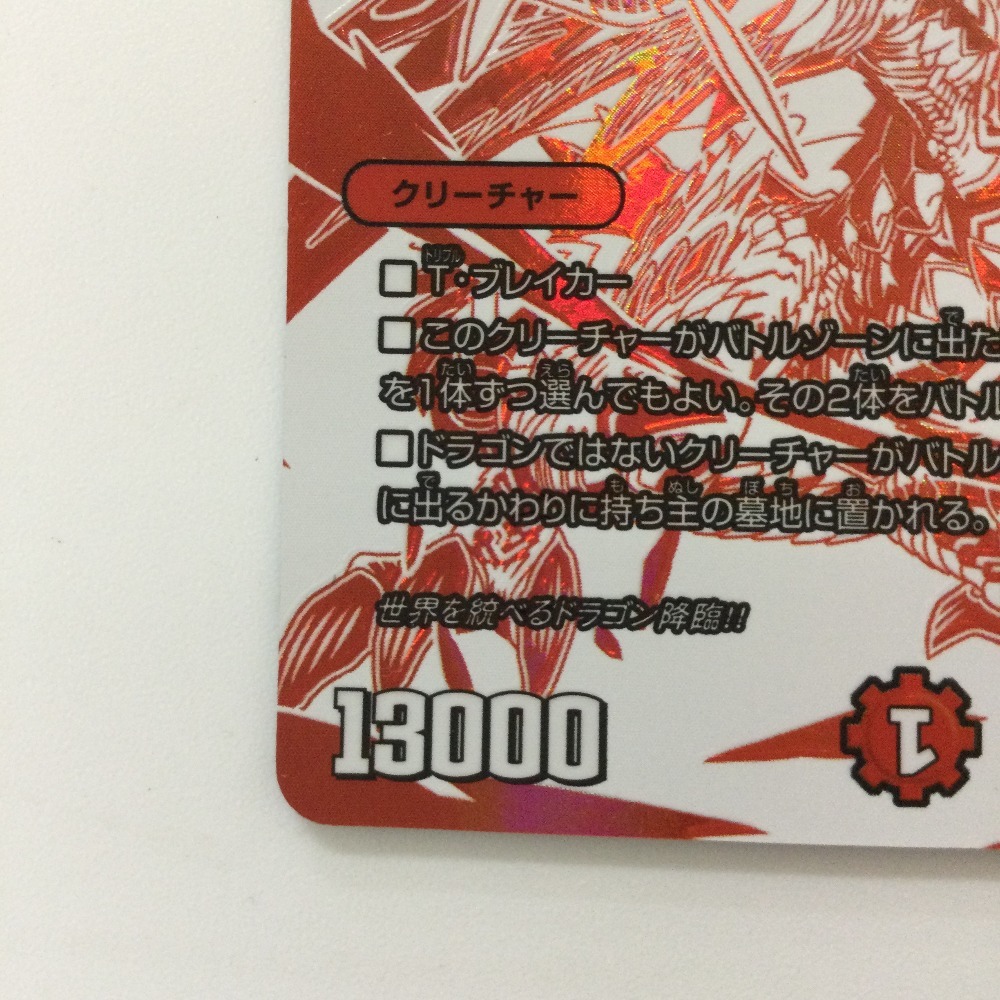 クリーチャー
トリプル
□T・ブレイカー
で
□このクリーチャーがバトルゾーンに出た
たい えら たい
を1体ずつ選んでもよい。その2体をバトル
□ドラゴンではないクリーチャーがバトル
で も ぬし ぼち お
に出るかわりに持ち主の墓地に置かれる。
世界を統べるドラゴン降臨!!
13000
1